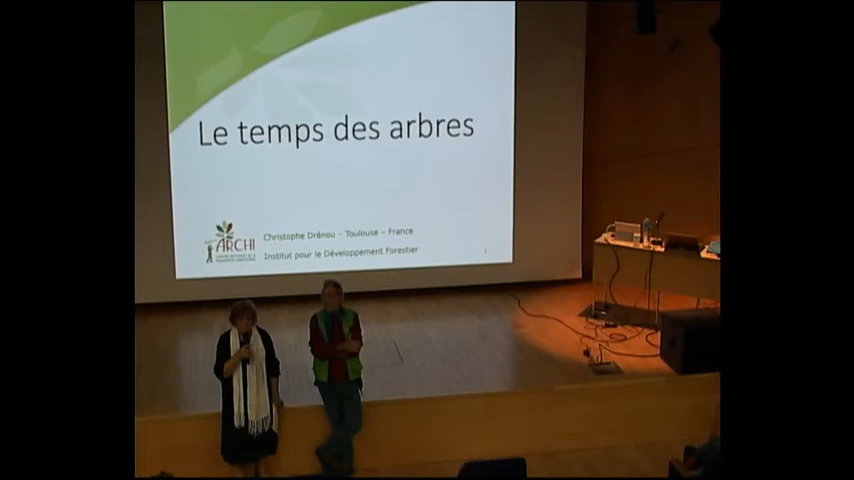 Le temps des arbres
ARCHI
Christophe Drénou – Toulouse – France
Institut pour le Développement Forestier